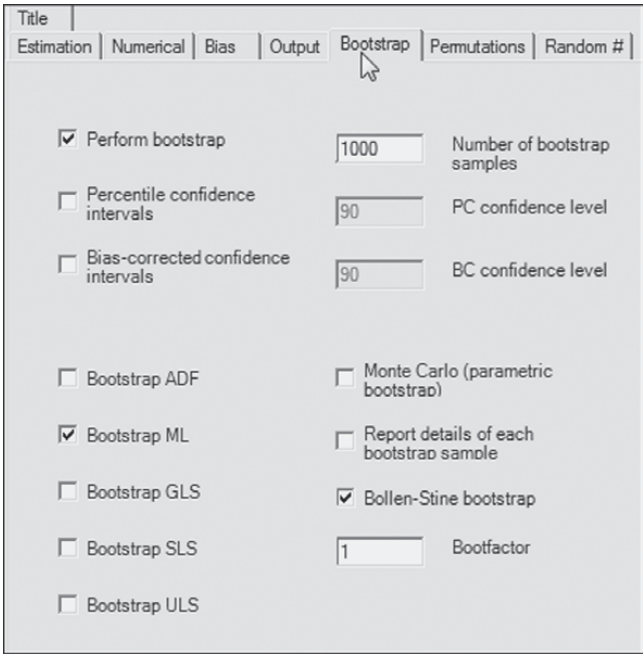 Title
Estimation Numerical Bias Output Bootstrap Permutations Random #
Perform bootstrap
1000
Number of bootstrap
samples
Percentile confidence
intervals
90
PC confidence level
Bias-corrected confidence
intervals
90
BC confidence level
Bootstrap ADF
Monte Carlo (parametric
bootstrap)
Bootstrap ML
Report details of each
bootstrap sample
Bootstrap GLS
Bollen-Stine bootstrap
Bootstrap SLS
1
Bootfactor
Bootstrap ULS